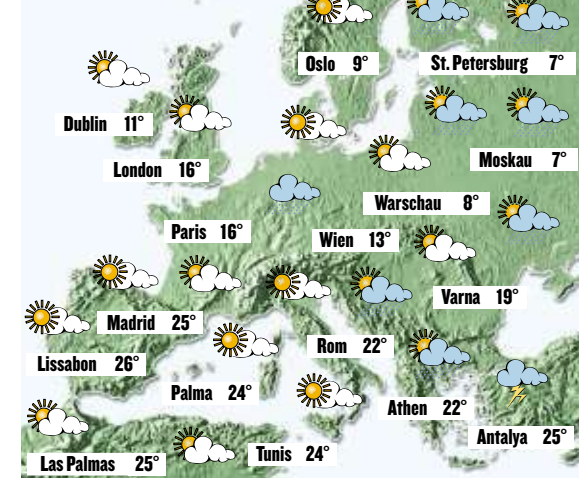 Oslo 9°
St. Petersburg 7°
Dublin 11°
London 16°
Moskau 7°
Warschau 8°
Paris 16°
Wien 13°
Varna 19°
Madrid 25°
Lissabon 26°
Rom 22°
Palma 24°
Athen 22°
Antalya 25°
Tunis 24°
Las Palmas 25°